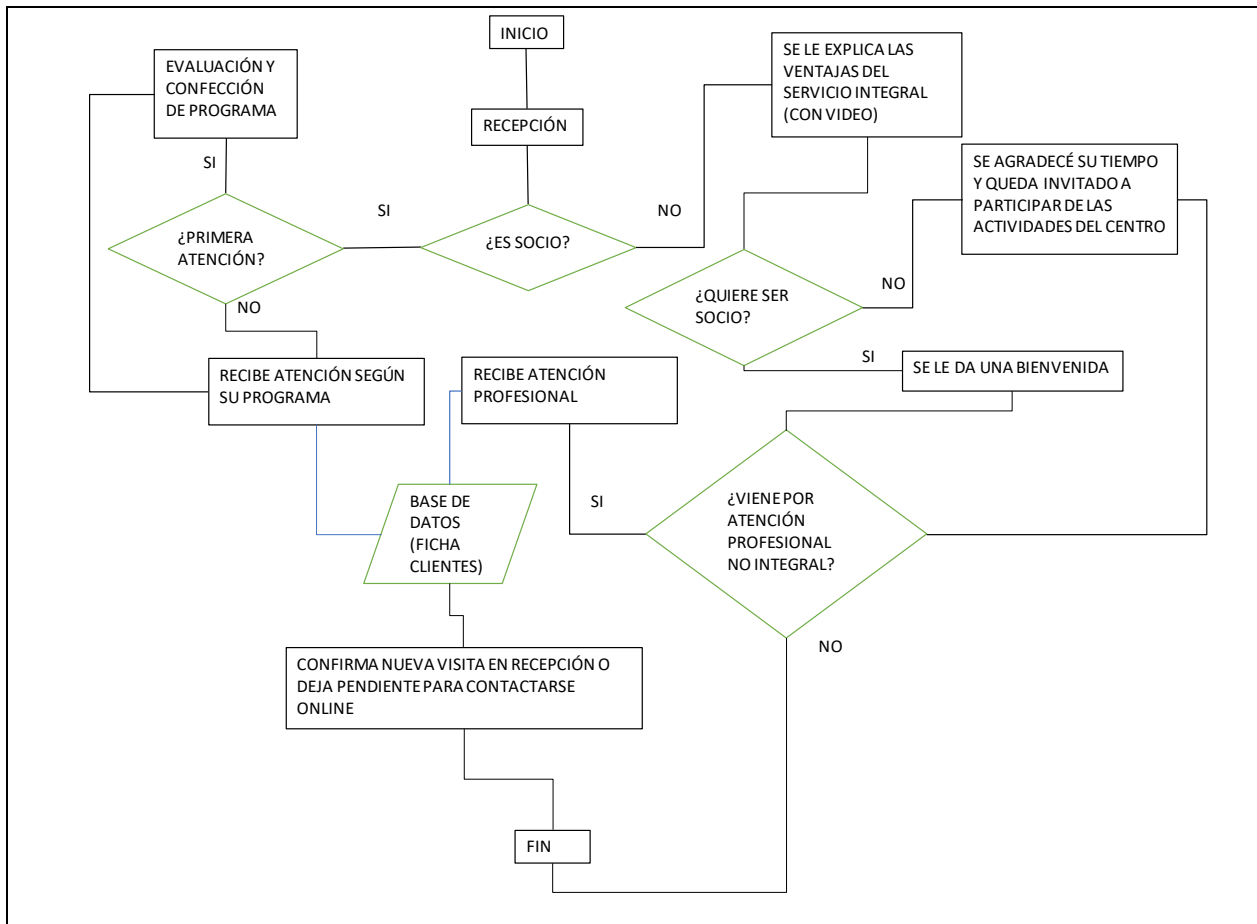 INICIO
EVALUACIÓN Y
CONFECCIÓN
DE PROGRAMA
RECEPCIÓN
SE LE EXPLICA LAS
VENTAJAS DEL
SERVICIO INTEGRAL
(CON VIDEO)
SE AGRADECÉ SU TIEMPO
Y QUEDA INVITADO A
PARTICIPAR DE LAS
ACTIVIDADES DEL CENTRO
SI
SI
NO
¿PRIMERA
ATENCIÓN?
¿ES SOCIO?
¿QUIERE SER
SOCIO?
NO
NO
SI
RECIBE ATENCIÓN SEGÚN
SU PROGRAMA
RECIBE ATENCIÓN
PROFESIONAL
SE LE DA UNA BIENVENIDA
BASE DE
DATOS
(FICHA
CLIENTES)
SI
¿VIENE POR
ATENCIÓN
PROFESIONAL
NO INTEGRAL?
NO
CONFIRMA NUEVA VISITA EN RECEPCIÓN O
DEJA PENDIENTE PARA CONTACTARSE
ONLINE
FIN